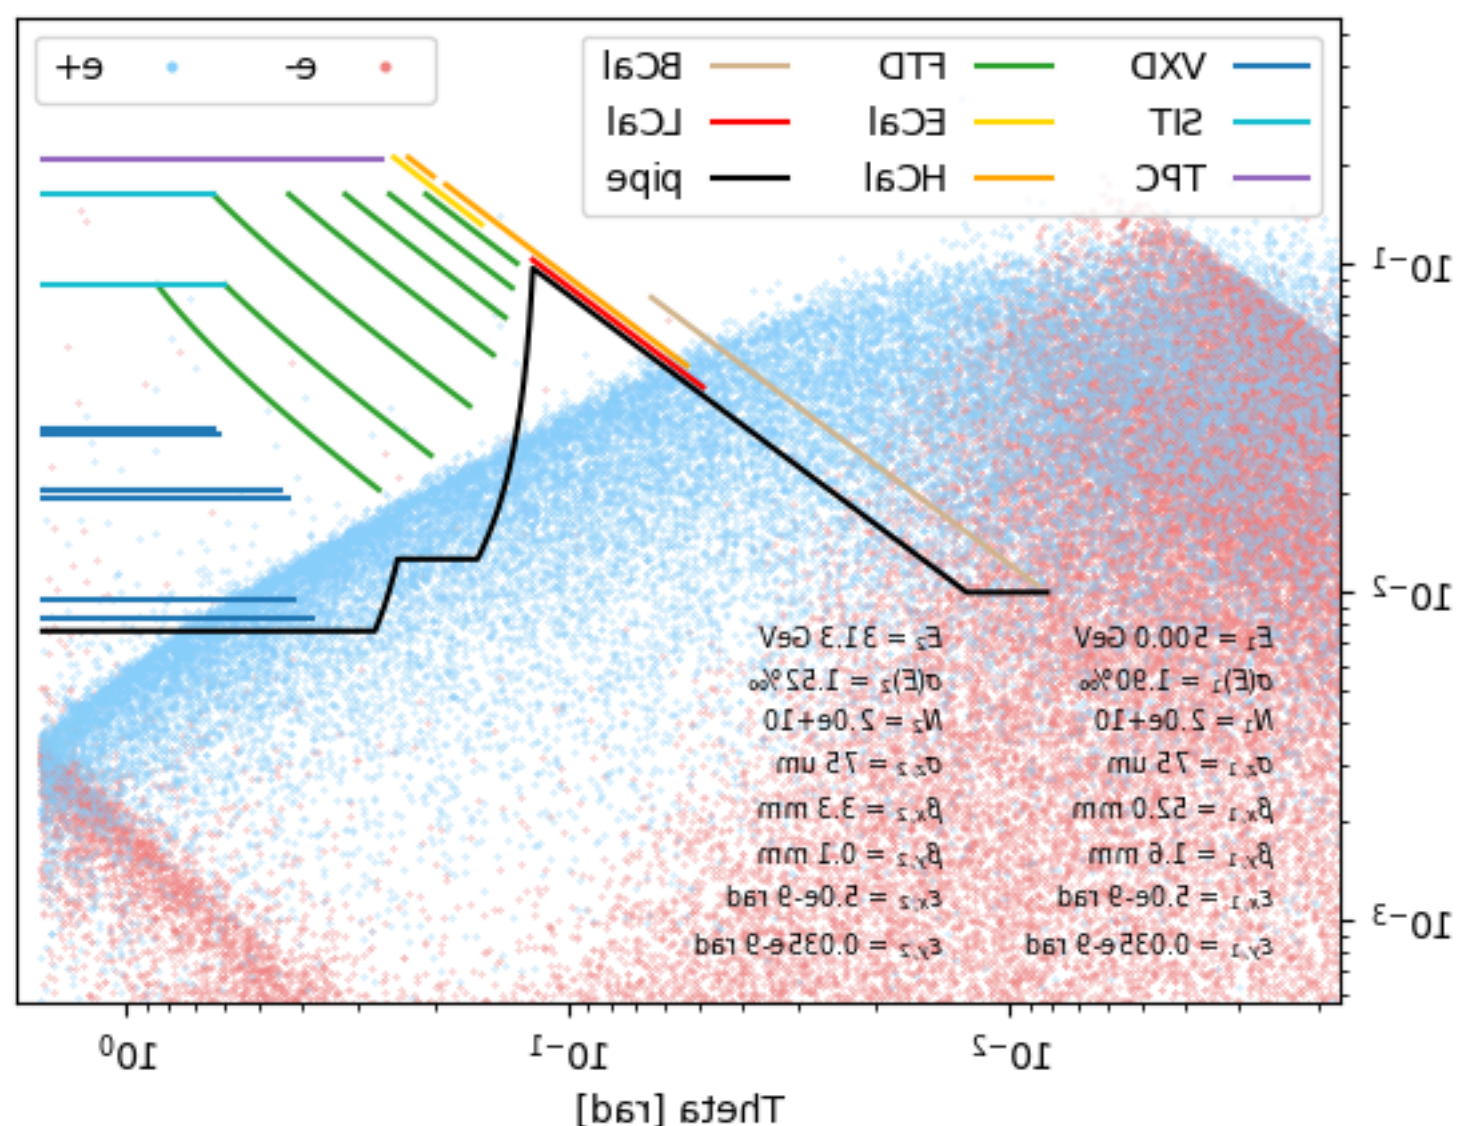 VXD FTD BCal
SIT ECal LCal
TPC HCal pipe
e- e+
10⁻¹
10⁻²
10⁻³
E₁ = 500.0 GeV E₂ = 31.3 GeV
σ(E)₁ = 1.90‰ σ(E)₂ = 1.52‰
N₁ = 2.0e+10 N₂ = 2.0e+10
σz,1 = 75 um σz,2 = 75 um
βx,1 = 52.0 mm βx,2 = 3.3 mm
βy,1 = 1.6 mm βy,2 = 0.1 mm
εx,1 = 5.0e-9 rad εx,2 = 5.0e-9 rad
εy,1 = 0.035e-9 rad εy,2 = 0.035e-9 rad
10⁻² 10⁻¹ 10⁰
Theta [rad]